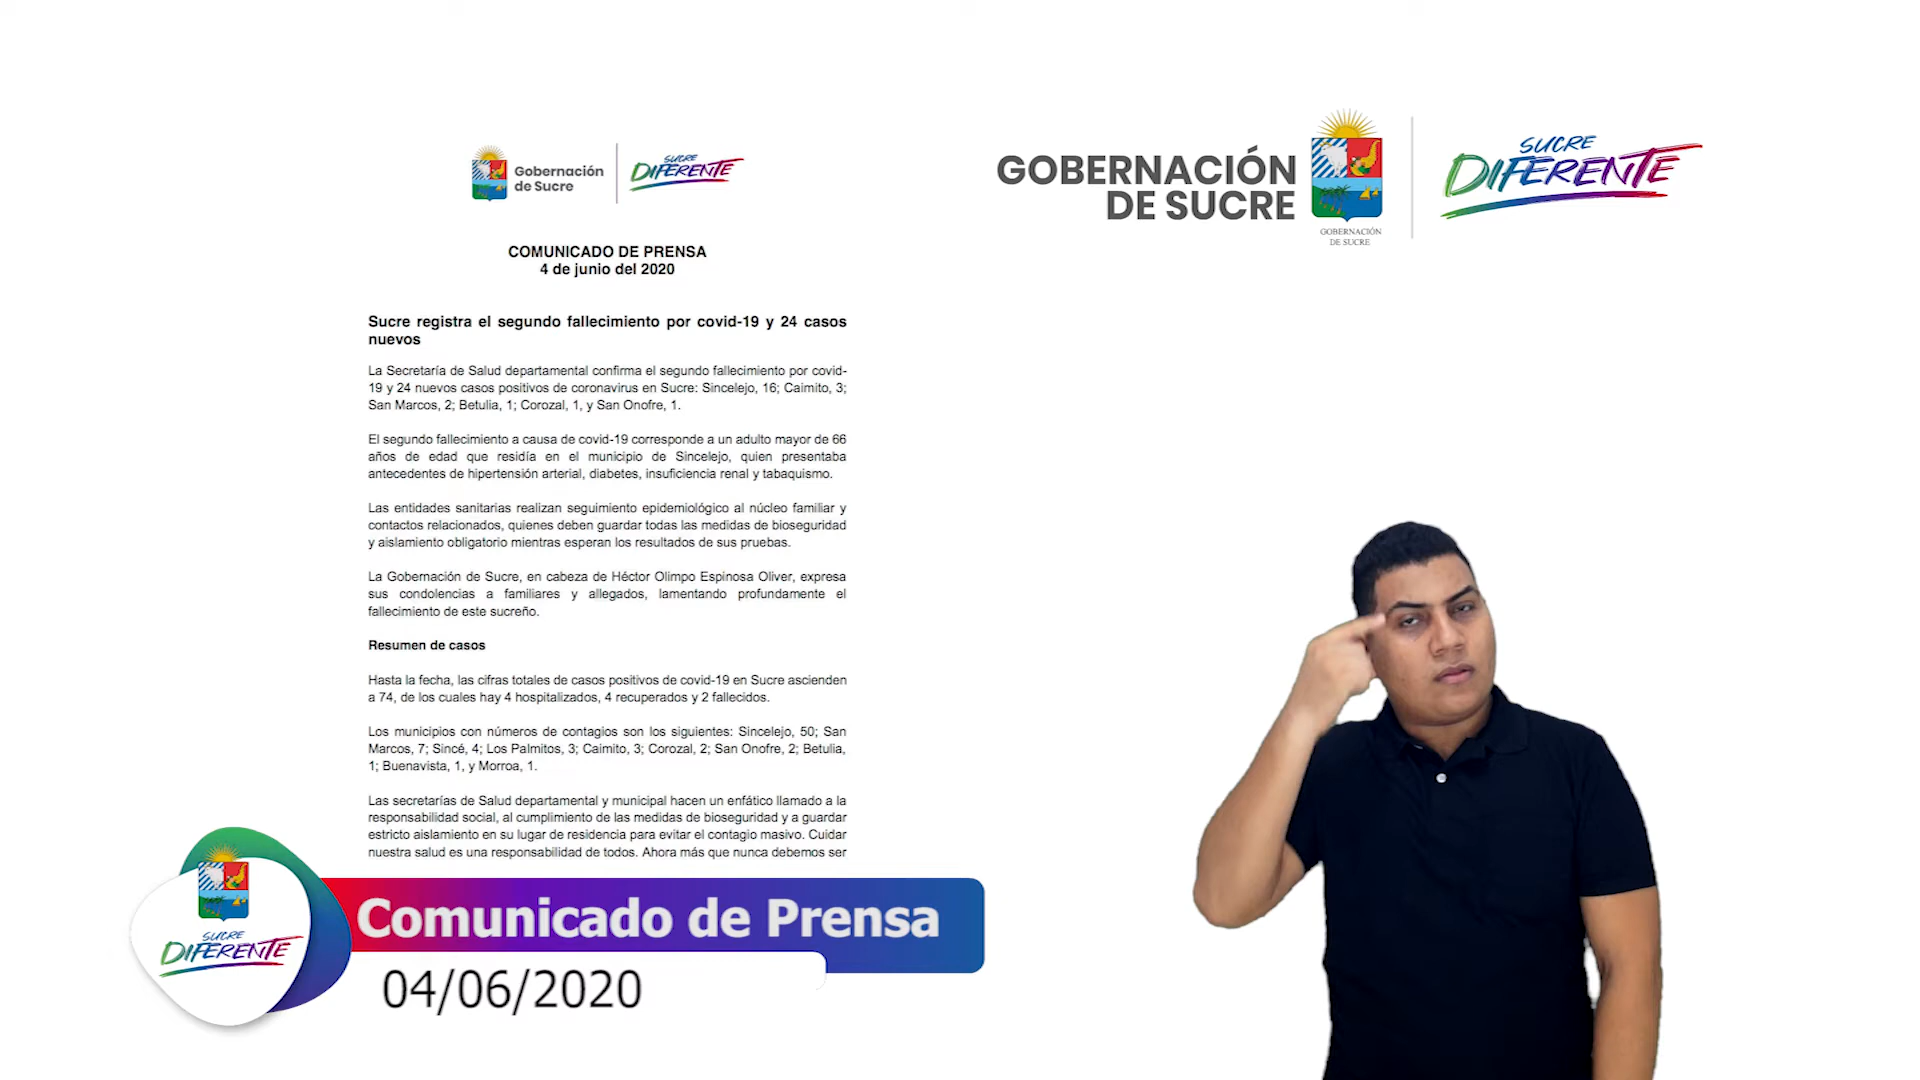 Gobernación
de Sucre
SUCRE
DIFERENTE
GOBERNACIÓN
DE SUCRE
GOBERNACIÓN
DE SUCRE
SUCRE
DIFERENTE
COMUNICADO DE PRENSA
4 de junio del 2020
Sucre registra el segundo fallecimiento por covid-19 y 24 casos
nuevos
La Secretaría de Salud departamental confirma el segundo fallecimiento por covid-
19 y 24 nuevos casos positivos de coronavirus en Sucre: Sincelejo, 16; Caimito, 3;
San Marcos, 2; Betulia, 1; Corozal, 1, y San Onofre, 1.
El segundo fallecimiento a causa de covid-19 corresponde a un adulto mayor de 66
años de edad que residía en el municipio de Sincelejo, quien presentaba
antecedentes de hipertensión arterial, diabetes, insuficiencia renal y tabaquismo.
Las entidades sanitarias realizan seguimiento epidemiológico al núcleo familiar y
contactos relacionados, quienes deben guardar todas las medidas de bioseguridad
y aislamiento obligatorio mientras esperan los resultados de sus pruebas.
La Gobernación de Sucre, en cabeza de Héctor Olimpo Espinosa Oliver, expresa
sus condolencias a familiares y allegados, lamentando profundamente el
fallecimiento de este sucreño.
Resumen de casos
Hasta la fecha, las cifras totales de casos positivos de covid-19 en Sucre ascienden
a 74, de los cuales hay 4 hospitalizados, 4 recuperados y 2 fallecidos.
Los municipios con números de contagios son los siguientes: Sincelejo, 50; San
Marcos, 7; Sincé, 4; Los Palmitos, 3; Caimito, 3; Corozal, 2; San Onofre, 2; Betulia,
1; Buenavista, 1, y Morroa, 1.
Las secretarías de Salud departamental y municipal hacen un enfático llamado a la
responsabilidad social, al cumplimiento de las medidas de bioseguridad y a guardar
estricto aislamiento en su lugar de residencia para evitar el contagio masivo. Cuidar
nuestra salud es una responsabilidad de todos. Ahora más que nunca debemos ser
SUCRE
DIFERENTE
Comunicado de Prensa
04/06/2020